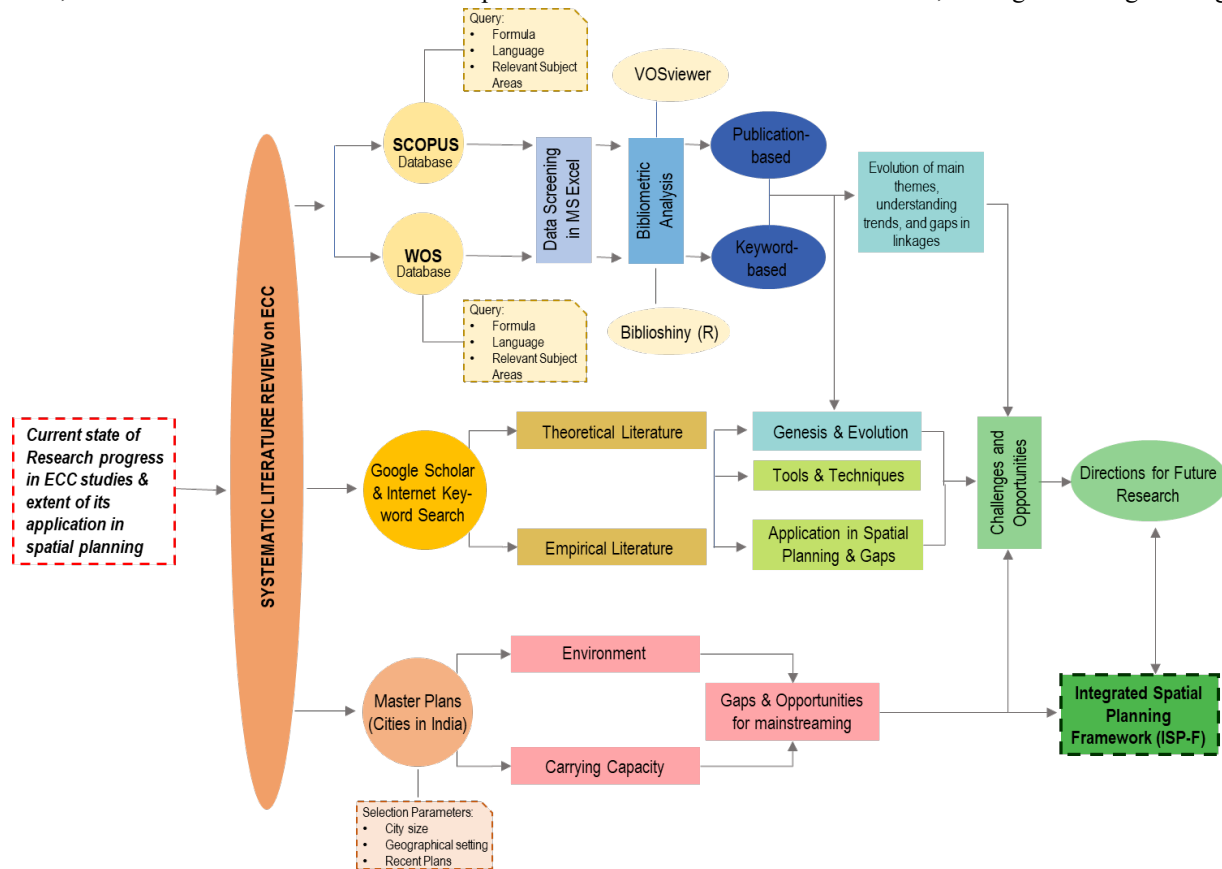 Query:
• Formula
• Language
• Relevant Subject
Areas
VOSviewer
SCOPUS
Database
Data Screening
in MS Excel
Bibliometric
Analysis
Publication-
based
Evolution of main
themes,
understanding
trends, and gaps in
linkages
WOS
Database
Keyword-
based
Query:
• Formula
• Language
• Relevant Subject
Areas
Biblioshiny (R)
SYSTEMATIC LITERATURE REVIEW on ECC
Current state of
Research progress
in ECC studies &
extent of its
application in
spatial planning
Google Scholar
& Internet Key-
word Search
Theoretical Literature
Empirical Literature
Genesis & Evolution
Tools & Techniques
Application in Spatial
Planning & Gaps
Challenges and
Opportunities
Directions for Future
Research
Master Plans
(Cities in India)
Environment
Carrying Capacity
Gaps & Opportunities
for mainstreaming
Integrated Spatial
Planning
Framework (ISP-F)
Selection Parameters:
• City size
• Geographical setting
• Recent Plans